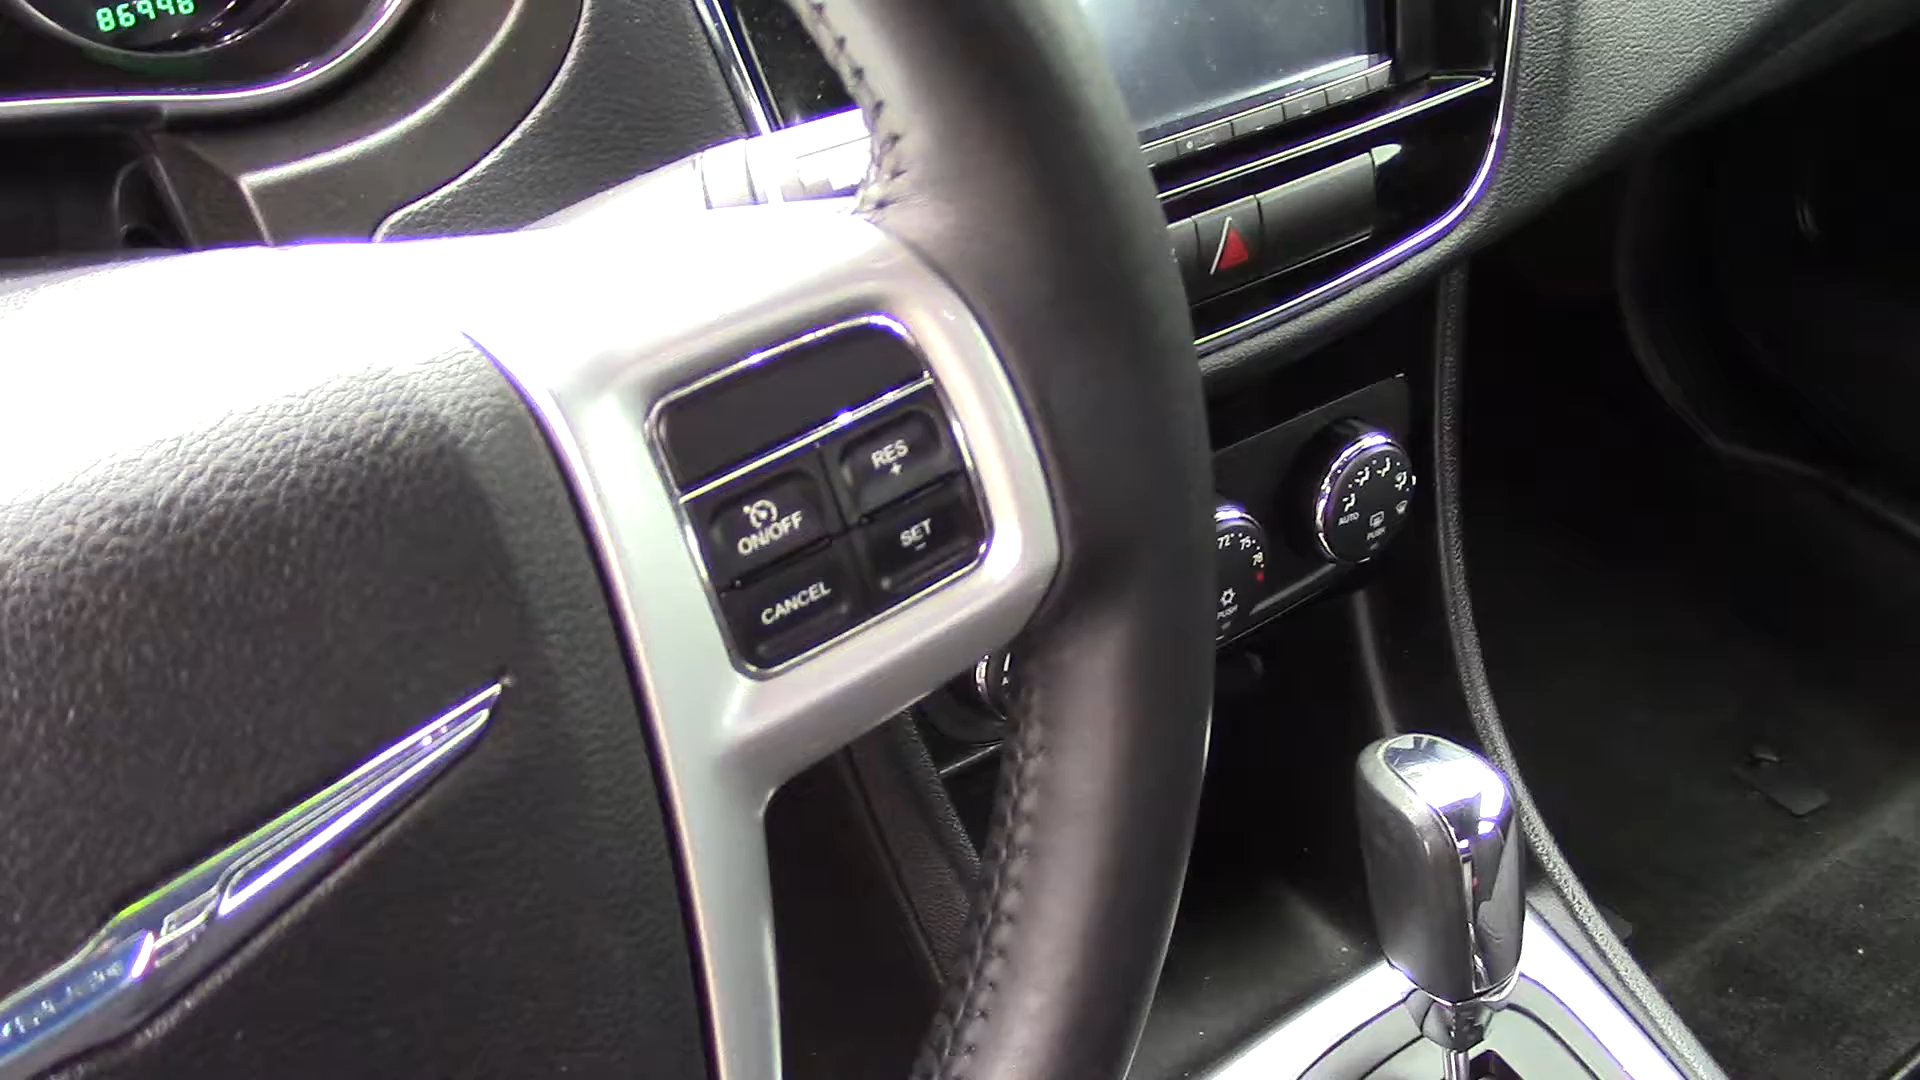 86998
RES
+
ON/OFF
SET
-
CANCEL
72 75 78
PUSH
AUTO
PUSH